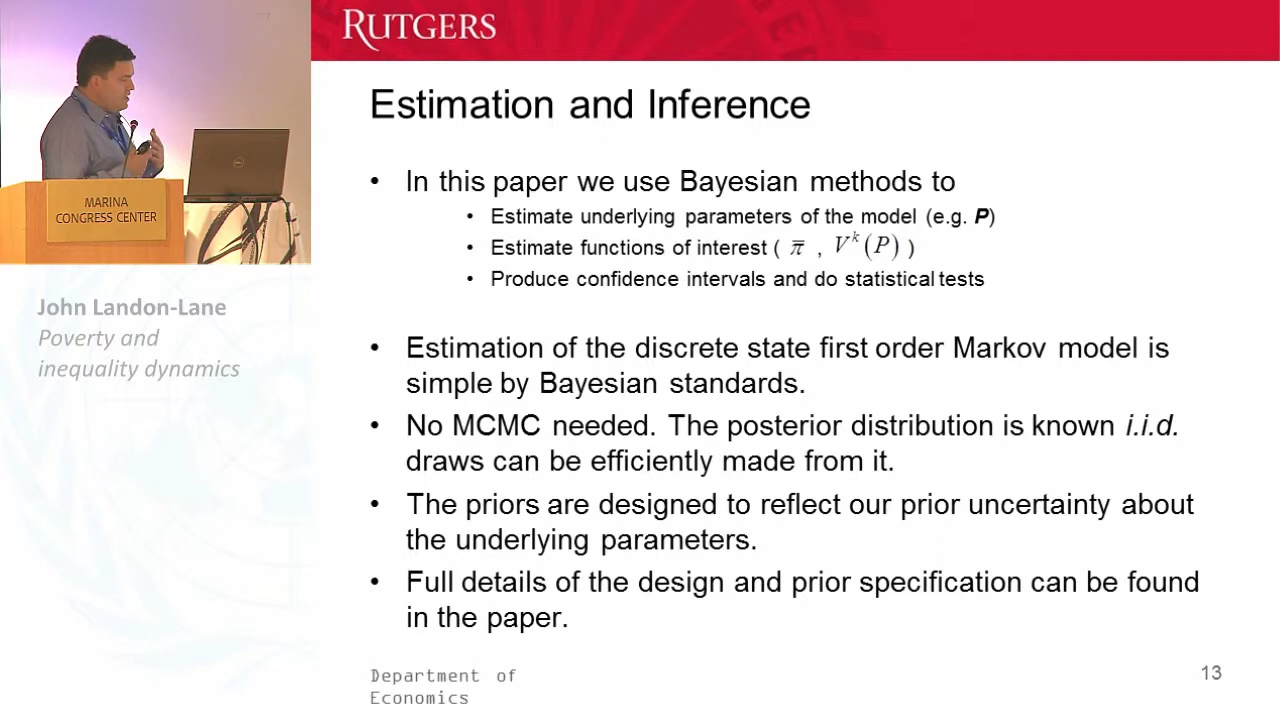 RUTGERS
MARINA
CONGRESS CENTER
John Landon-Lane
Poverty and
inequality dynamics
Estimation and Inference
• In this paper we use Bayesian methods to
• Estimate underlying parameters of the model (e.g. P)
• Estimate functions of interest ( π̅ , Vᵏ(P) )
• Produce confidence intervals and do statistical tests
• Estimation of the discrete state first order Markov model is
simple by Bayesian standards.
• No MCMC needed. The posterior distribution is known i.i.d.
draws can be efficiently made from it.
• The priors are designed to reflect our prior uncertainty about
the underlying parameters.
• Full details of the design and prior specification can be found
in the paper.
Department of
Economics
13